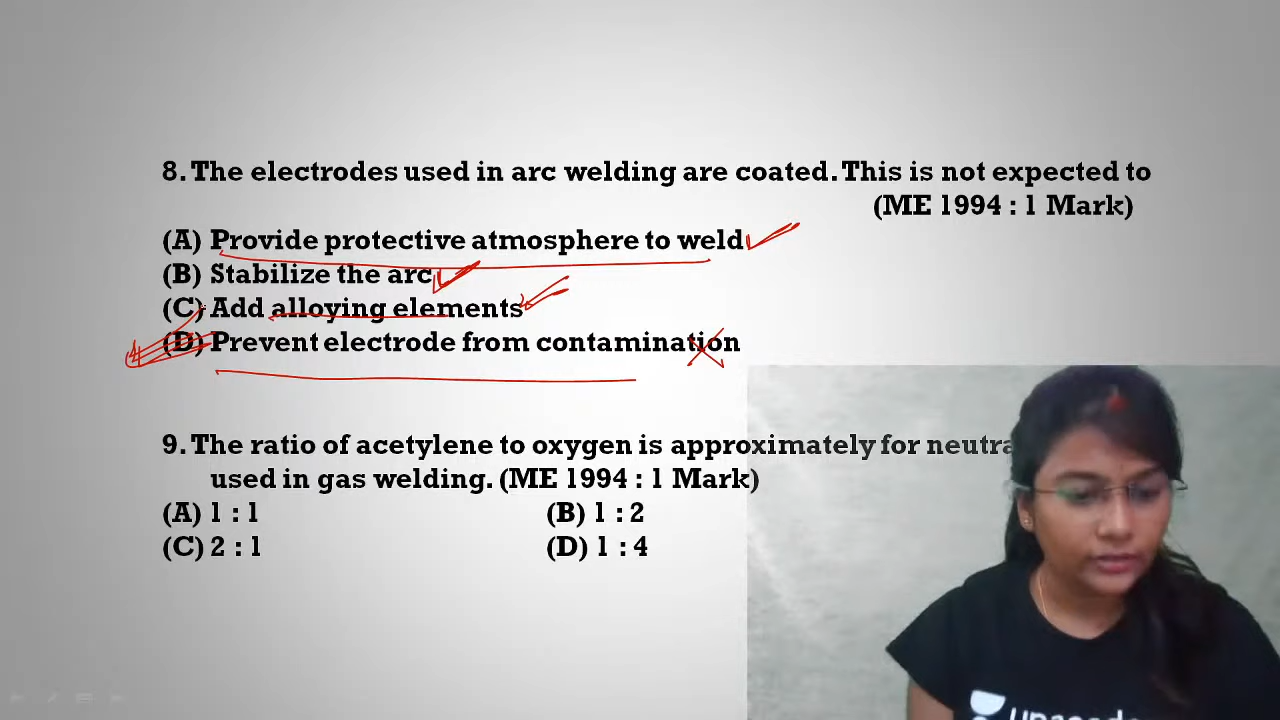 8. The electrodes used in arc welding are coated. This is not expected to
(ME 1994 : 1 Mark)
(A) Provide protective atmosphere to weld
(B) Stabilize the arc
(C) Add alloying elements
(D) Prevent electrode from contamination
9. The ratio of acetylene to oxygen is approximately for
used in gas welding. (ME 1994 : 1 Mark)
(A) 1 : 1 (B) 1 : 2
(C) 2 : 1 (D) 1 : 4